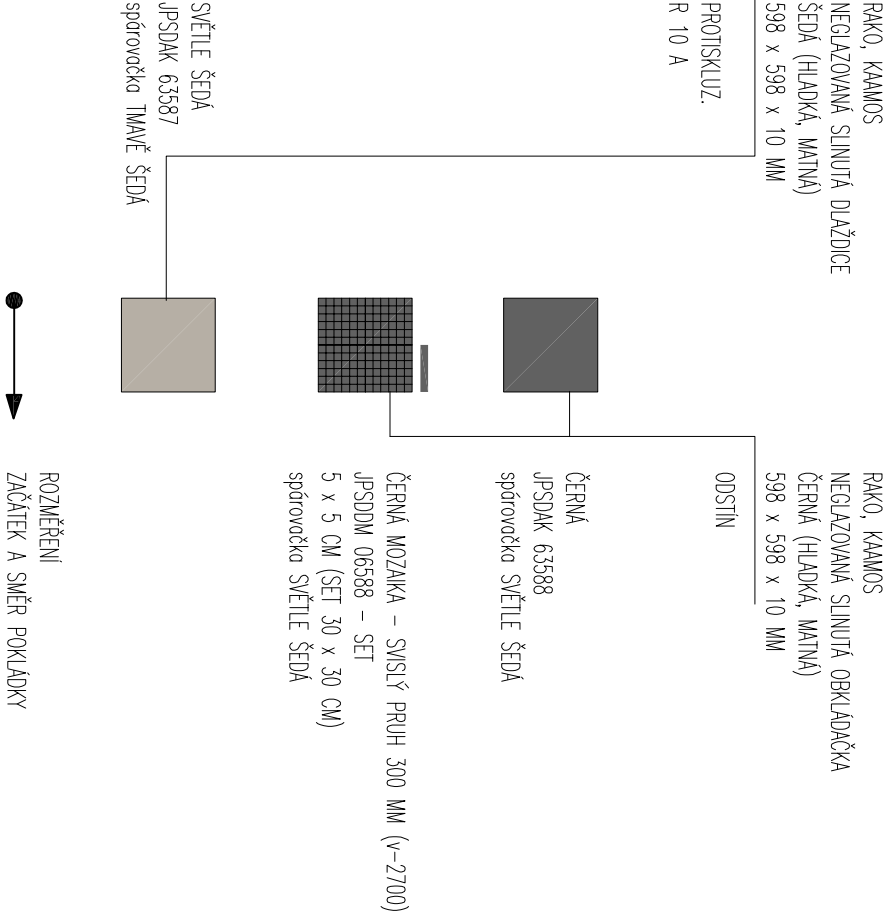 RAKO, KAAMOS
NEGLAZOVANÁ SLINUTÁ DLAŽDICE
ŠEDÁ (HLADKÁ, MATNÁ)
598 x 598 x 10 MM
PROTISKLUZ.
R 10 A
SVĚTLE ŠEDÁ
JPSDAK 63587
spárovačka TMAVĚ ŠEDÁ
RAKO, KAAMOS
NEGLAZOVANÁ SLINUTÁ OBKLÁDAČKA
ČERNÁ (HLADKÁ, MATNÁ)
598 x 598 x 10 MM
ODSTÍN
ČERNÁ
JPSDAK 63588
spárovačka SVĚTLE ŠEDÁ
ČERNÁ MOZAIKA - SVISLÝ PRUH 300 MM (v-2700)
JPSDDM 06588 - SET
5 x 5 CM (SET 30 x 30 CM)
spárovačka SVĚTLE ŠEDÁ
ROZMĚŘENÍ
ZAČÁTEK A SMĚR POKLÁDKY